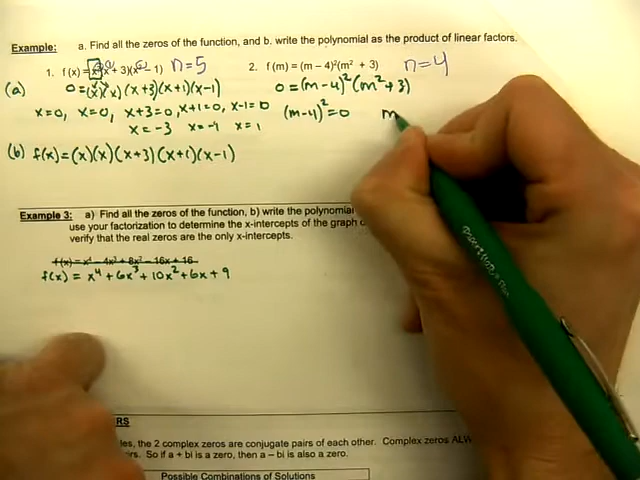 Example: a. Find all the zeros of the function, and b. write the polynomial as the product of linear factors.
1. f(x) = x²(x + 3)(x² – 1) n=5 2. f(m) = (m – 4)²(m² + 3) n=4
(a) 0=(x)(x)(x+3)(x+1)(x-1) 0=(m-4)²(m²+3)
x=0, x=0, x+3=0, x+1=0, x-1=0 (m-4)²=0 m
x=-3 x=-1 x=1
(b) f(x)=(x)(x)(x+3)(x+1)(x-1)
Example 3: a) Find all the zeros of the function, b) write the polynomial
use your factorization to determine the x-intercepts of the graph
verify that the real zeros are the only x-intercepts.
f(x) = x⁴ – 4x³ + 8x² – 16x + 16
f(x) = x⁴ + 6x³ + 10x² + 6x + 9
RS
les, the 2 complex zeros are conjugate pairs of each other. Complex zeros ALW
irs. So if a + bi is a zero, then a – bi is also a zero.
Possible Combinations of Solutions